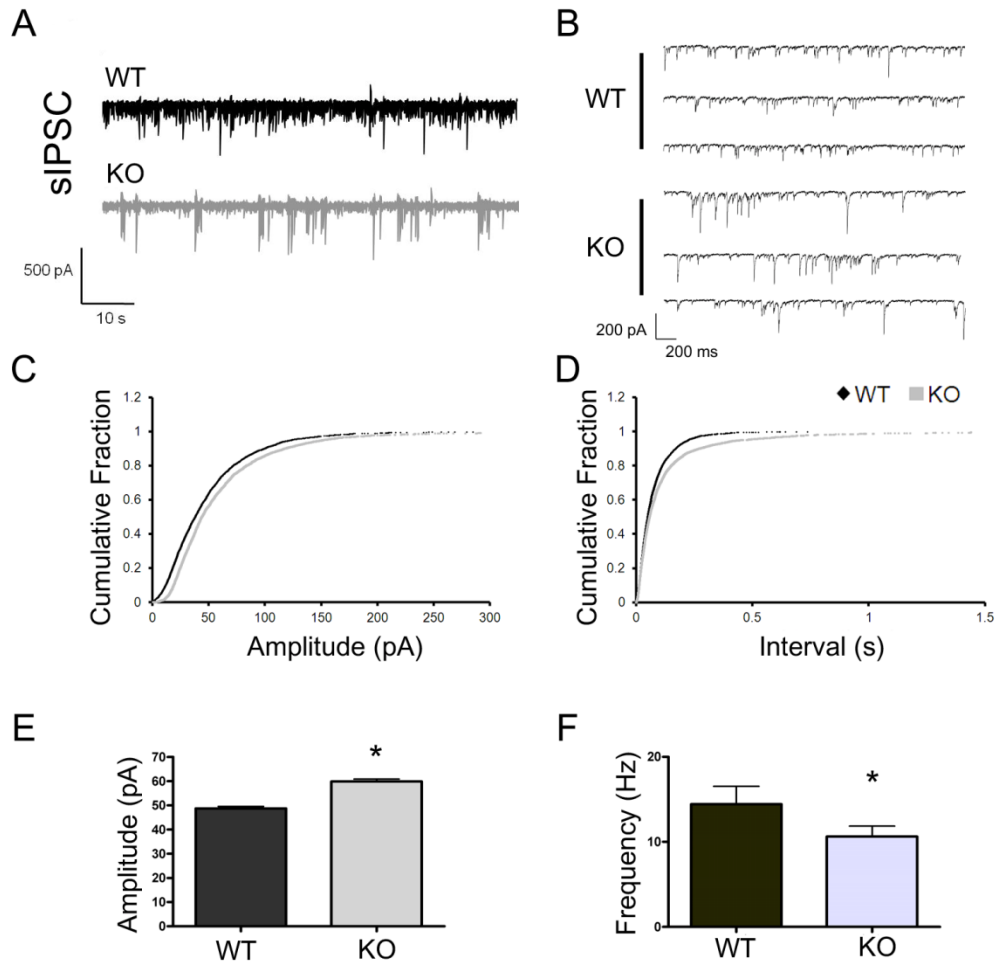 A
sIPSC
WT
KO
500 pA
10 s
B
WT
KO
200 pA
200 ms
C
Cumulative Fraction
1.2
1
0.8
0.6
0.4
0.2
0
0
50
100
150
200
250
300
Amplitude (pA)
D
WT
KO
Cumulative Fraction
1.2
1
0.8
0.6
0.4
0.2
0
0
0.5
1
1.5
Interval (s)
E
Amplitude (pA)
70
60
50
40
30
20
10
0
*
WT
KO
F
Frequency (Hz)
20
10
0
*
WT
KO